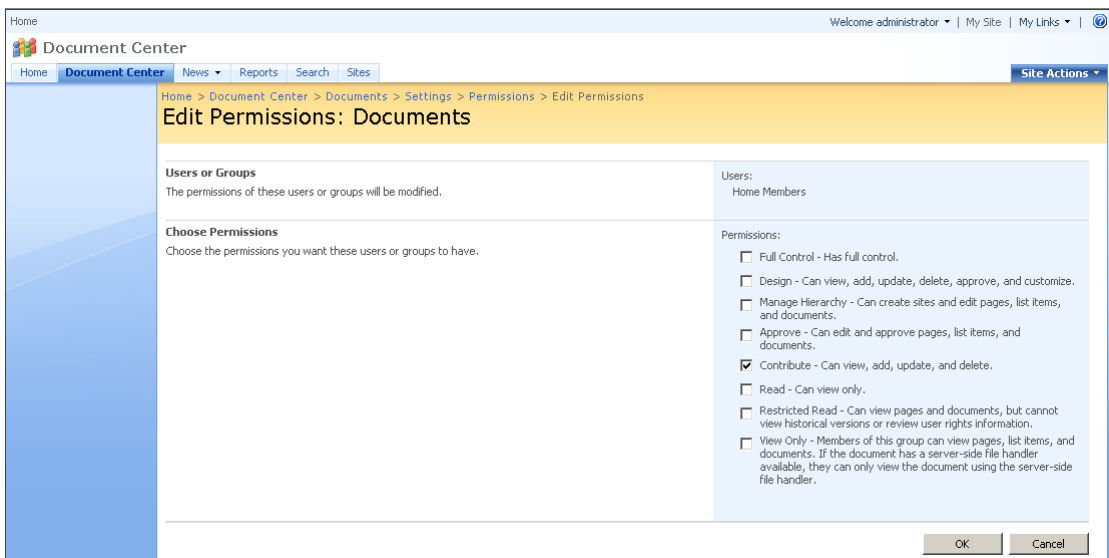 Home
Welcome administrator | My Site | My Links |
Document Center
Home Document Center News Reports Search Sites Site Actions
Home > Document Center > Documents > Settings > Permissions > Edit Permissions
Edit Permissions: Documents
Users or Groups
The permissions of these users or groups will be modified.
Users:
Home Members
Choose Permissions
Choose the permissions you want these users or groups to have.
Permissions:
Full Control - Has full control.
Design - Can view, add, update, delete, approve, and customize.
Manage Hierarchy - Can create sites and edit pages, list items,
and documents.
Approve - Can edit and approve pages, list items, and
documents.
Contribute - Can view, add, update, and delete.
Read - Can view only.
Restricted Read - Can view pages and documents, but cannot
view historical versions or review user rights information.
View Only - Members of this group can view pages, list items, and
documents. If the document has a server-side file handler
available, they can only view the document using the server-side
file handler.
OK Cancel